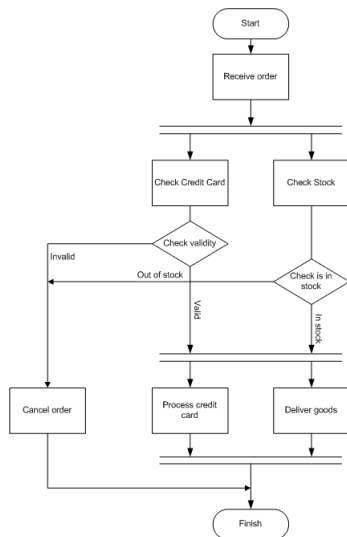 Start
Receive order
Check Credit Card
Check Stock
Check validity
Invalid
Out of stock
Check is in
stock
Valid
In stock
Cancel order
Process credit
card
Deliver goods
Finish